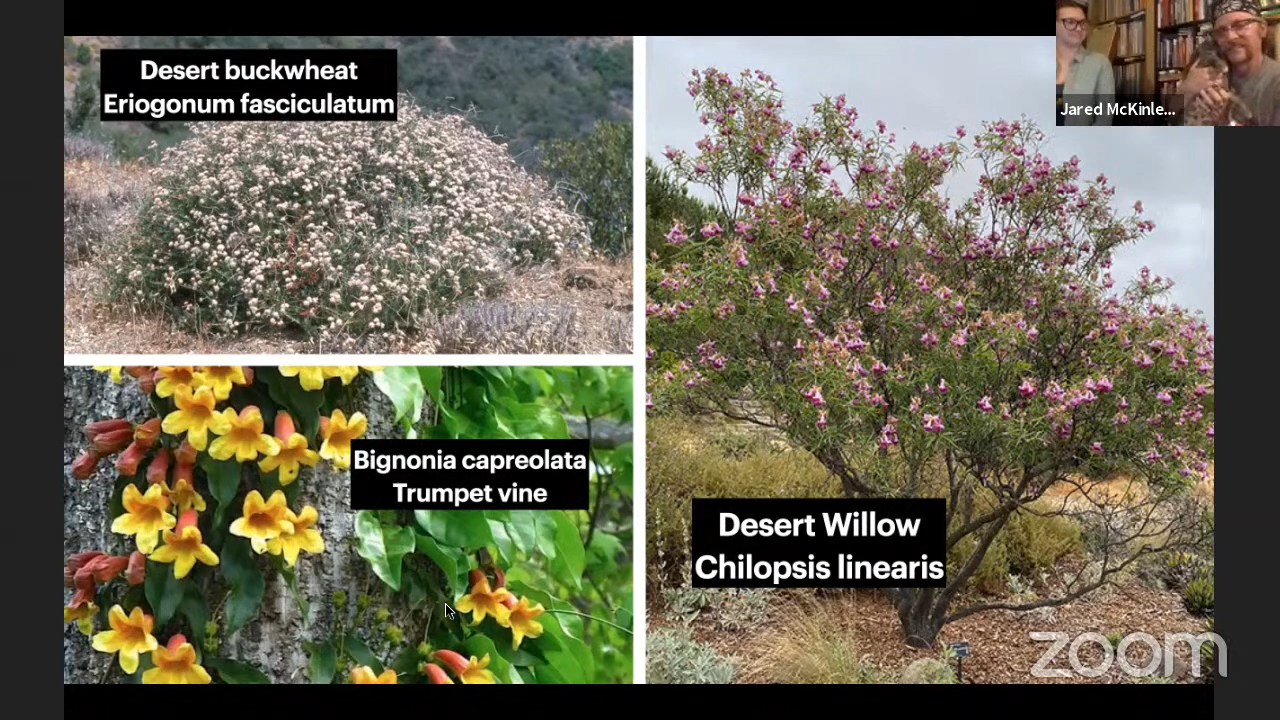 Desert buckwheat
Eriogonum fasciculatum
Jared McKinle...
Bignonia capreolata
Trumpet vine
Desert Willow
Chilopsis linearis
zoom